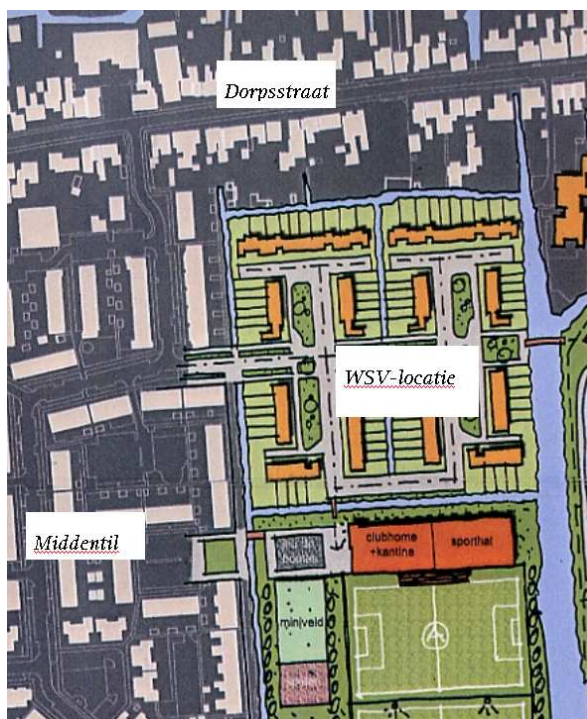 Dorpsstraat
WSV-locatie
Middentil
clubhome
+kantine
sporthal
miniveld
A